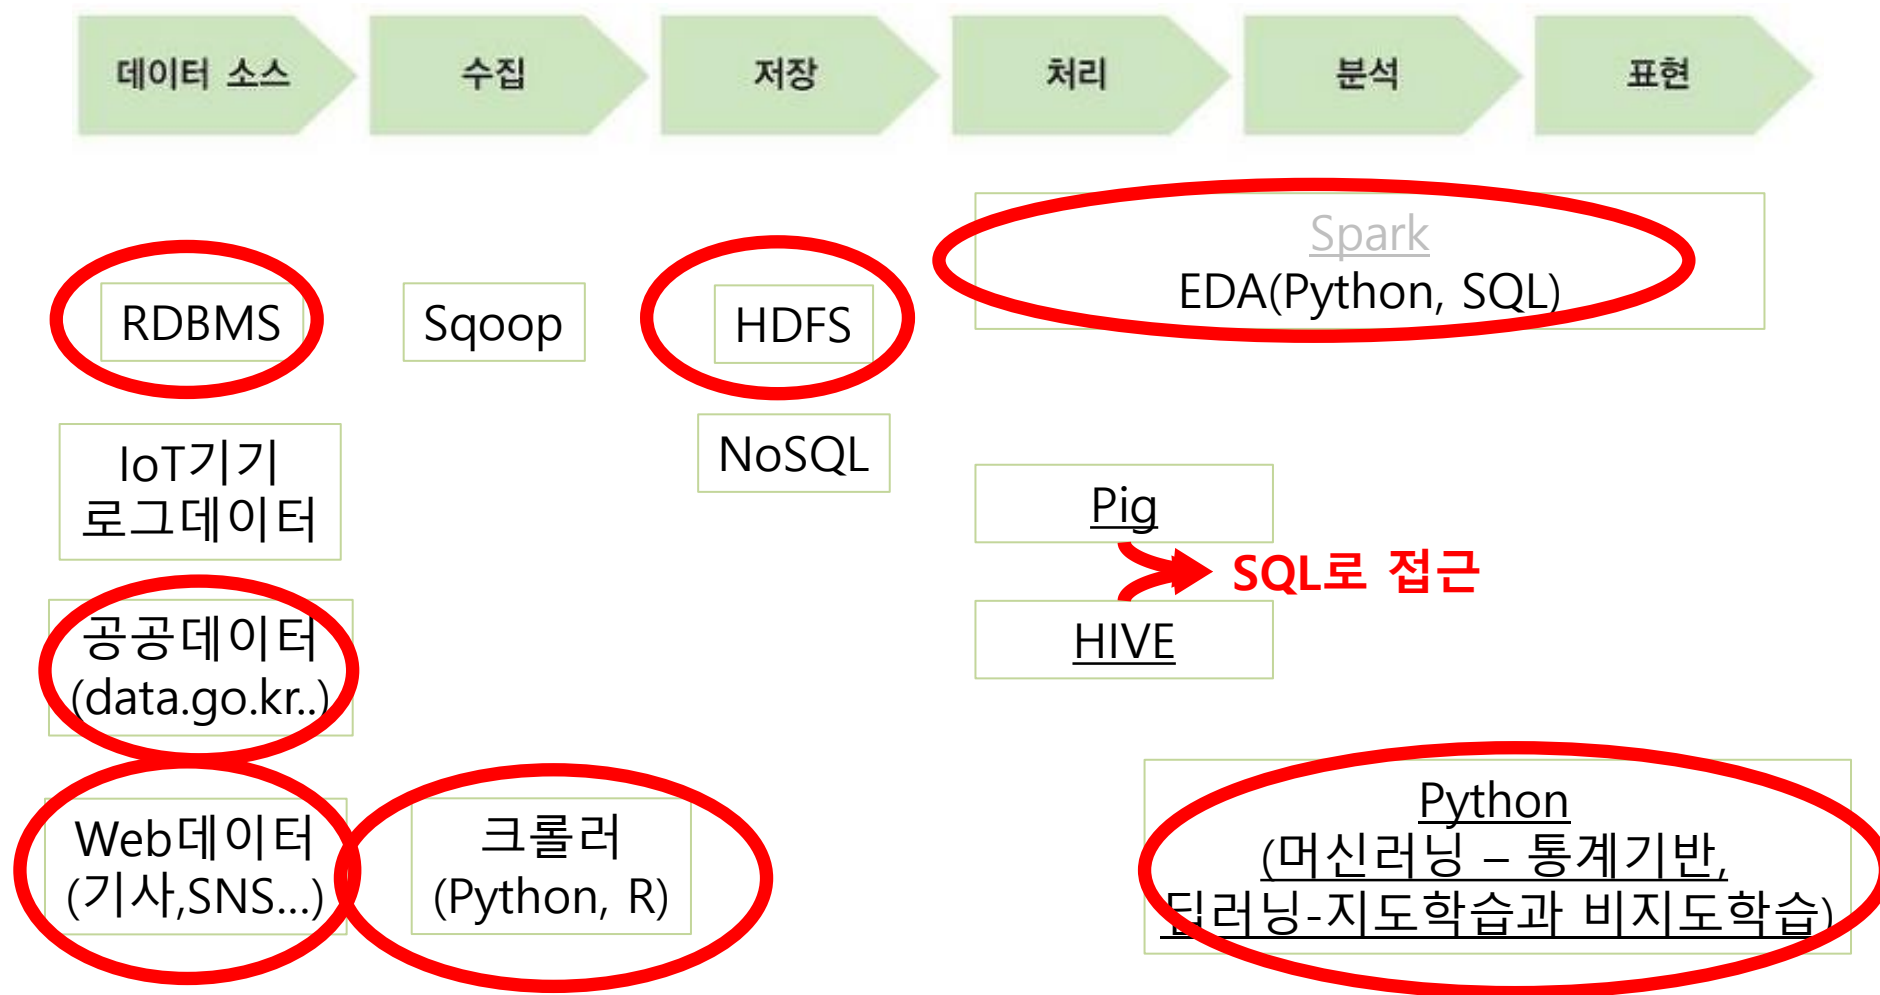 데이터 소스
수집
저장
처리
분석
표현
Spark
EDA(Python, SQL)
RDBMS
Sqoop
HDFS
IoT기기
로그데이터
NoSQL
Pig
SQL로 접근
HIVE
공공데이터
(data.go.kr..)
Web데이터
(기사,SNS...)
크롤러
(Python, R)
Python
(머신러닝 – 통계기반,
딥러닝-지도학습과 비지도학습)